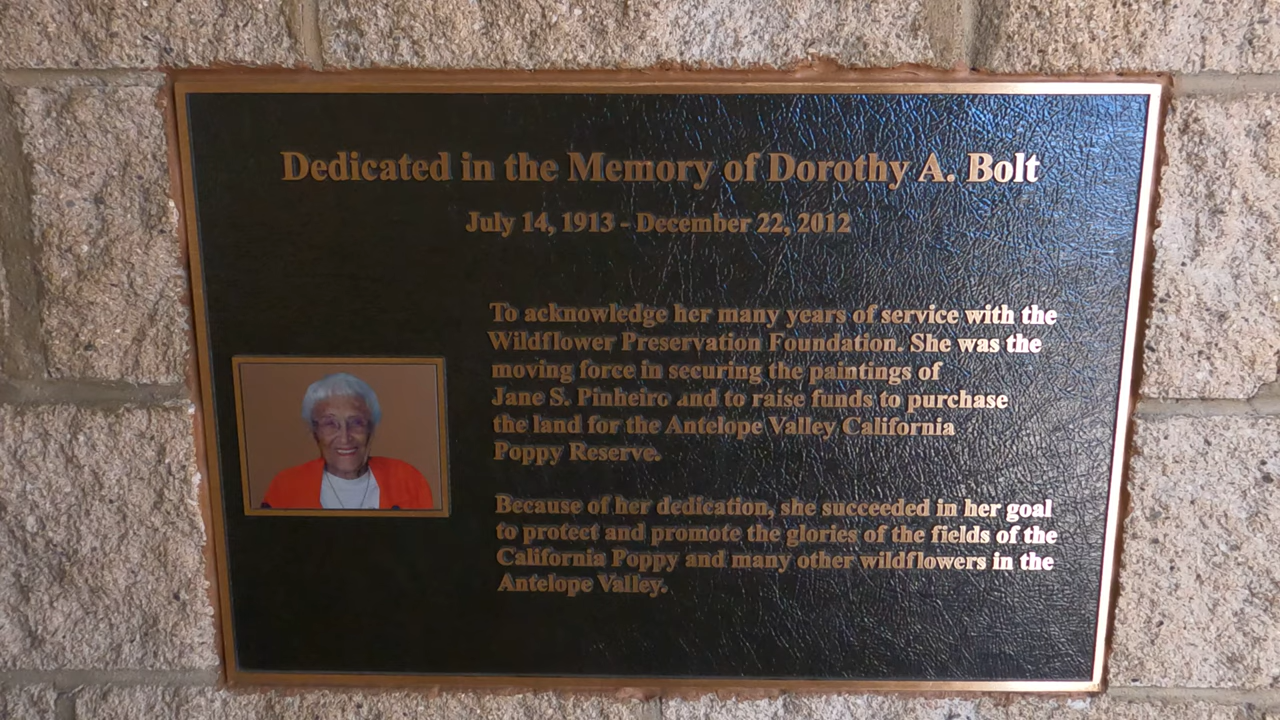 Dedicated in the Memory of Dorothy A. Bolt
July 14, 1913 - December 22, 2012
To acknowledge her many years of service with the
Wildflower Preservation Foundation. She was the
moving force in securing the paintings of
Jane S. Pinheiro and to raise funds to purchase
the land for the Antelope Valley California
Poppy Reserve.
Because of her dedication, she succeeded in her goal
to protect and promote the glories of the fields of the
California Poppy and many other wildflowers in the
Antelope Valley.